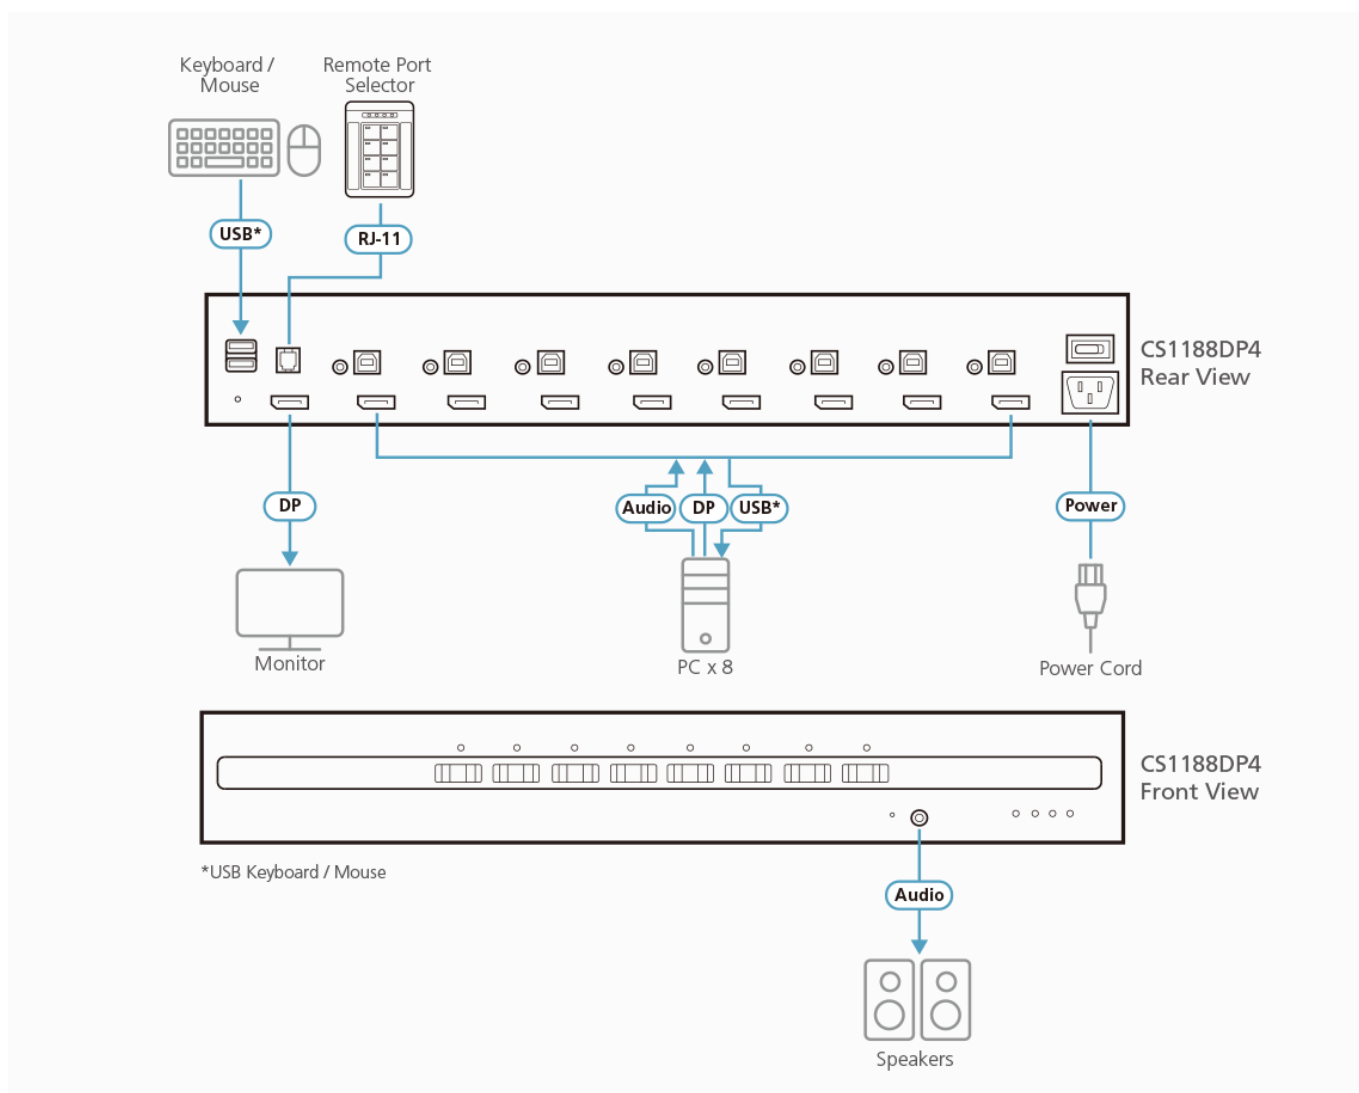 Keyboard /
Mouse
Remote Port
Selector
USB*
RJ-11
CS1188DP4
Rear View
DP
Audio
DP
USB*
Power
Monitor
PC x 8
Power Cord
CS1188DP4
Front View
*USB Keyboard / Mouse
Audio
Speakers